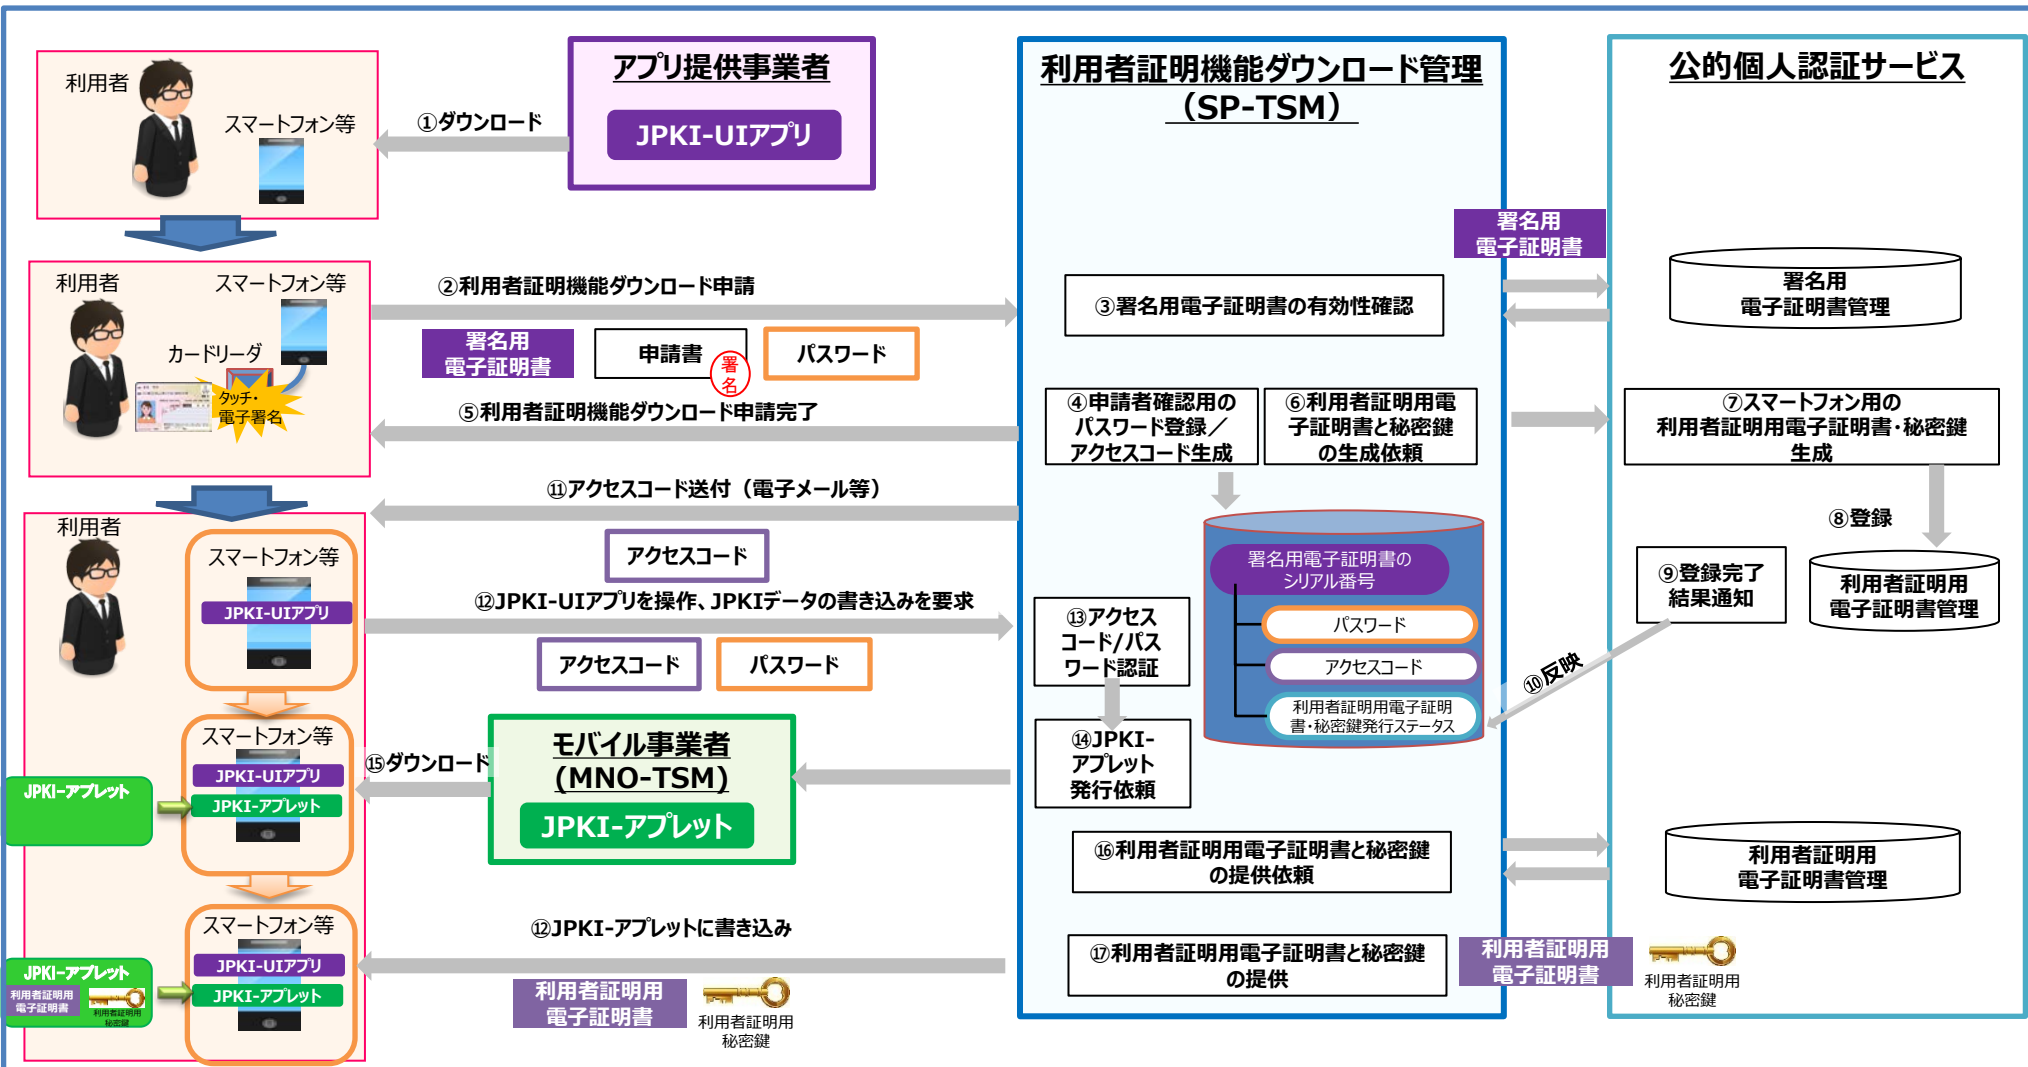 利用者
スマートフォン等
①ダウンロード
アプリ提供事業者
JPKI-UIアプリ
利用者証明機能ダウンロード管理
(SP-TSM)
公的個人認証サービス
署名用
電子証明書
利用者
スマートフォン等
カードリーダ
タッチ・
電子署名
②利用者証明機能ダウンロード申請
署名用
電子証明書
申請書
署
名
パスワード
③署名用電子証明書の有効性確認
署名用
電子証明書管理
⑤利用者証明機能ダウンロード申請完了
④申請者確認用の
パスワード登録／
アクセスコード生成
⑥利用者証明用電
子証明書と秘密鍵
の生成依頼
⑦スマートフォン用の
利用者証明用電子証明書・秘密鍵
生成
⑧登録
利用者証明用
電子証明書管理
⑨登録完了
結果通知
⑩反映
⑪アクセスコード送付（電子メール等）
アクセスコード
署名用電子証明書の
シリアル番号
パスワード
アクセスコード
利用者証明用電子証明
書・秘密鍵発行ステータス
利用者
スマートフォン等
JPKI-UIアプリ
⑫JPKI-UIアプリを操作、JPKIデータの書き込みを要求
アクセスコード
パスワード
⑬アクセス
コード/パス
ワード認証
⑭JPKI-
アプレット
発行依頼
モバイル事業者
(MNO-TSM)
JPKI-アプレット
⑮ダウンロード
スマートフォン等
JPKI-UIアプリ
JPKI-アプレット
JPKI-アプレット
⑯利用者証明用電子証明書と秘密鍵
の提供依頼
利用者証明用
電子証明書管理
⑰利用者証明用電子証明書と秘密鍵
の提供
利用者証明用
電子証明書
利用者証明用
秘密鍵
⑫JPKI-アプレットに書き込み
利用者証明用
電子証明書
利用者証明用
秘密鍵
スマートフォン等
JPKI-UIアプリ
JPKI-アプレット
JPKI-アプレット
利用者証明用
電子証明書
利用者証明用
秘密鍵